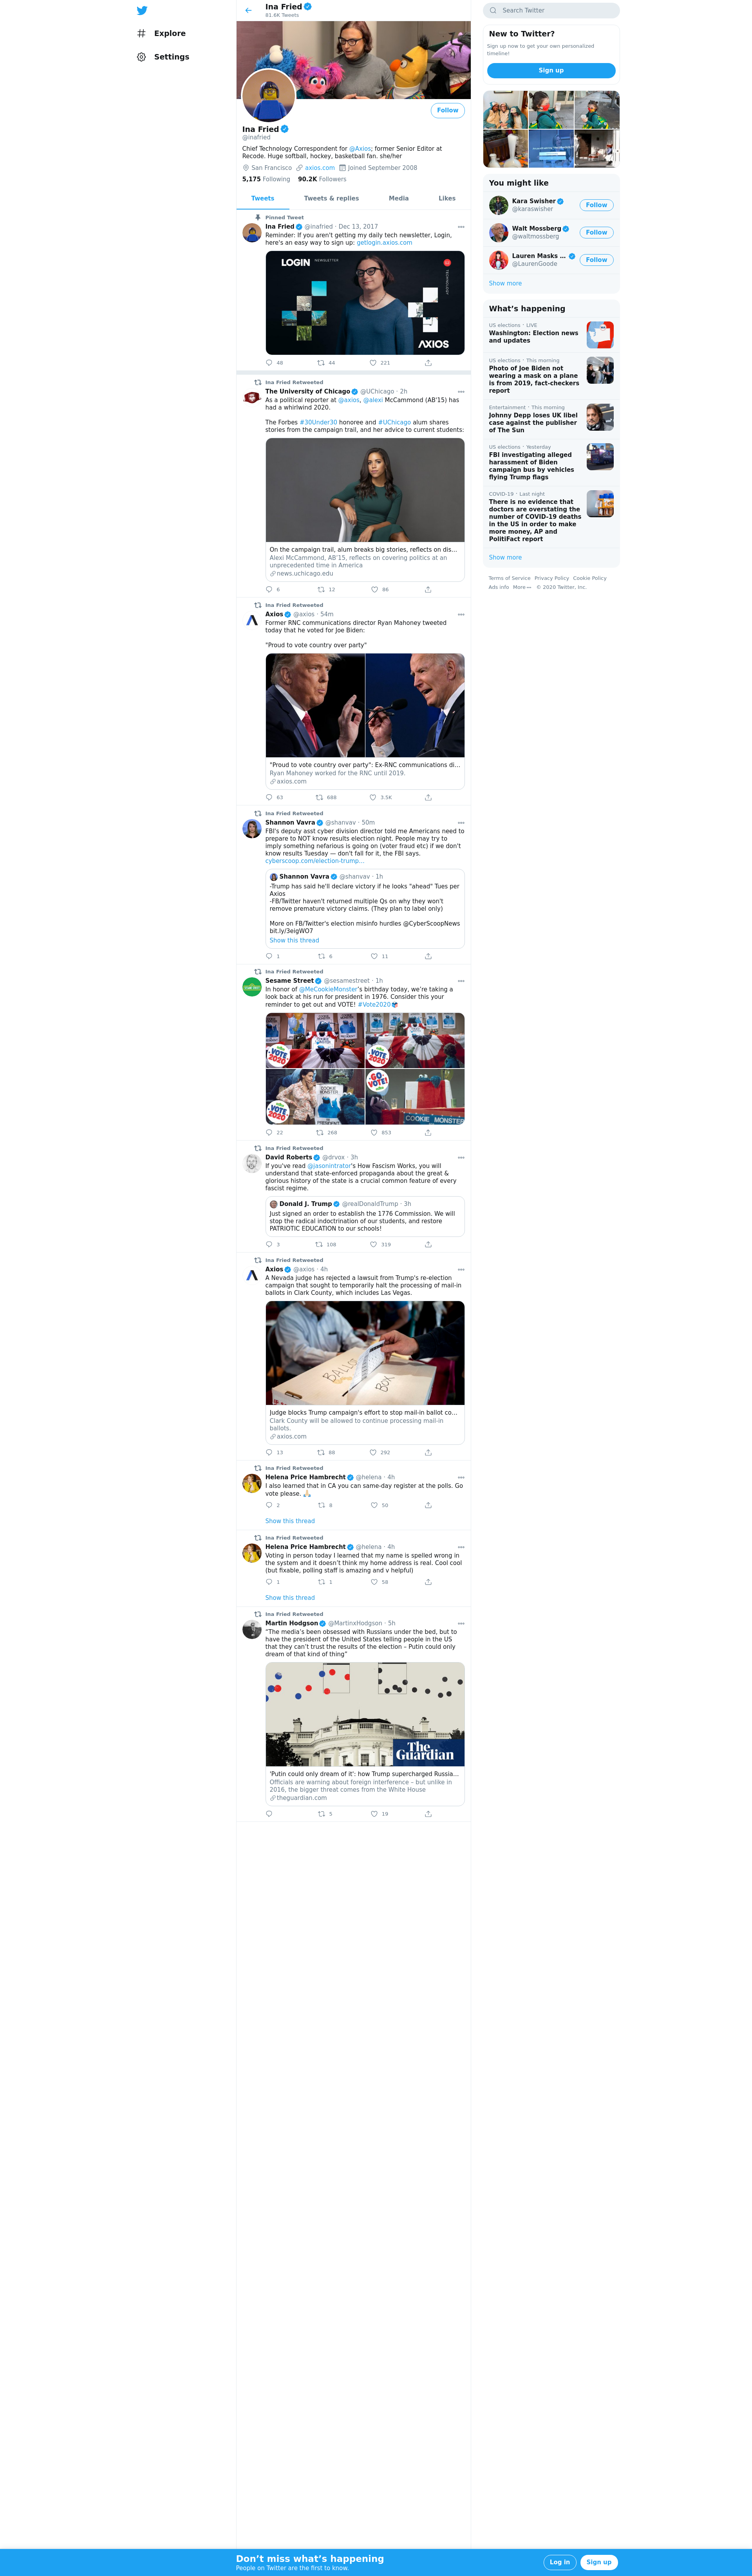 Explore
Settings
Ina Fried
81.6K Tweets
Follow
Ina Fried
@inafried
Chief Technology Correspondent for @Axios; former Senior Editor at
Recode. Huge softball, hockey, basketball fan. she/her
San Francisco axios.com Joined September 2008
5,175 Following 90.2K Followers
Tweets Tweets & replies Media Likes
Pinned Tweet
Ina Fried @inafried · Dec 13, 2017
Reminder: If you aren't getting my daily tech newsletter, Login,
here's an easy way to sign up: getlogin.axios.com
LOGIN NEWSLETTER
TECHNOLOGY
AXIOS
48 44 221
Ina Fried Retweeted
The University of Chicago @UChicago · 2h
As a political reporter at @axios, @alexi McCammond (AB'15) has
had a whirlwind 2020.
The Forbes #30Under30 honoree and #UChicago alum shares
stories from the campaign trail, and her advice to current students:
On the campaign trail, alum breaks big stories, reflects on dis...
Alexi McCammond, AB'15, reflects on covering politics at an
unprecedented time in America
news.uchicago.edu
6 12 86
Ina Fried Retweeted
Axios @axios · 54m
Former RNC communications director Ryan Mahoney tweeted
today that he voted for Joe Biden:
"Proud to vote country over party"
"Proud to vote country over party": Ex-RNC communications di...
Ryan Mahoney worked for the RNC until 2019.
axios.com
63 688 3.5K
Ina Fried Retweeted
Shannon Vavra @shanvav · 50m
FBI's deputy asst cyber division director told me Americans need to
prepare to NOT know results election night. People may try to
imply something nefarious is going on (voter fraud etc) if we don't
know results Tuesday — don't fall for it, the FBI says.
cyberscoop.com/election-trump...
Shannon Vavra @shanvav · 1h
-Trump has said he'll declare victory if he looks "ahead" Tues per
Axios
-FB/Twitter haven't returned multiple Qs on why they won't
remove premature victory claims. (They plan to label only)
More on FB/Twitter's election misinfo hurdles @CyberScoopNews
bit.ly/3eigWO7
Show this thread
1 6 11
Ina Fried Retweeted
Sesame Street @sesamestreet · 1h
In honor of @MeCookieMonster's birthday today, we're taking a
look back at his run for president in 1976. Consider this your
reminder to get out and VOTE! #Vote2020
VOTE 2020
VOTE 2020
VOTE 2020
COOKIE MONSTER
GO VOTE!
COOKIE MONSTER
22 268 853
Ina Fried Retweeted
David Roberts @drvox · 3h
If you've read @jasonintrator's How Fascism Works, you will
understand that state-enforced propaganda about the great &
glorious history of the state is a crucial common feature of every
fascist regime.
Donald J. Trump @realDonaldTrump · 3h
Just signed an order to establish the 1776 Commission. We will
stop the radical indoctrination of our students, and restore
PATRIOTIC EDUCATION to our schools!
3 108 319
Ina Fried Retweeted
Axios @axios · 4h
A Nevada judge has rejected a lawsuit from Trump's re-election
campaign that sought to temporarily halt the processing of mail-in
ballots in Clark County, which includes Las Vegas.
BALLOT BOX
Judge blocks Trump campaign's effort to stop mail-in ballot co...
Clark County will be allowed to continue processing mail-in
ballots.
axios.com
13 88 292
Ina Fried Retweeted
Helena Price Hambrecht @helena · 4h
I also learned that in CA you can same-day register at the polls. Go
vote please.
2 8 50
Show this thread
Ina Fried Retweeted
Helena Price Hambrecht @helena · 4h
Voting in person today I learned that my name is spelled wrong in
the system and it doesn't think my home address is real. Cool cool
(but fixable, polling staff is amazing and v helpful)
1 1 58
Show this thread
Ina Fried Retweeted
Martin Hodgson @MartinxHodgson · 5h
"The media's been obsessed with Russians under the bed, but to
have the president of the United States telling people in the US
that they can't trust the results of the election – Putin could only
dream of that kind of thing"
The Guardian
'Putin could only dream of it': how Trump supercharged Russia...
Officials are warning about foreign interference – but unlike in
2016, the bigger threat comes from the White House
theguardian.com
5 19
Search Twitter
New to Twitter?
Sign up now to get your own personalized
timeline!
Sign up
You might like
Kara Swisher
@karaswisher
Follow
Walt Mossberg
@waltmossberg
Follow
Lauren Masks ...
@LaurenGoode
Follow
Show more
What's happening
US elections · LIVE
Washington: Election news
and updates
US elections · This morning
Photo of Joe Biden not
wearing a mask on a plane
is from 2019, fact-checkers
report
Entertainment · This morning
Johnny Depp loses UK libel
case against the publisher
of The Sun
US elections · Yesterday
FBI investigating alleged
harassment of Biden
campaign bus by vehicles
flying Trump flags
COVID-19 · Last night
There is no evidence that
doctors are overstating the
number of COVID-19 deaths
in the US in order to make
more money, AP and
PolitiFact report
Show more
Terms of Service Privacy Policy Cookie Policy
Ads info More © 2020 Twitter, Inc.
Don't miss what's happening
People on Twitter are the first to know.
Log in Sign up